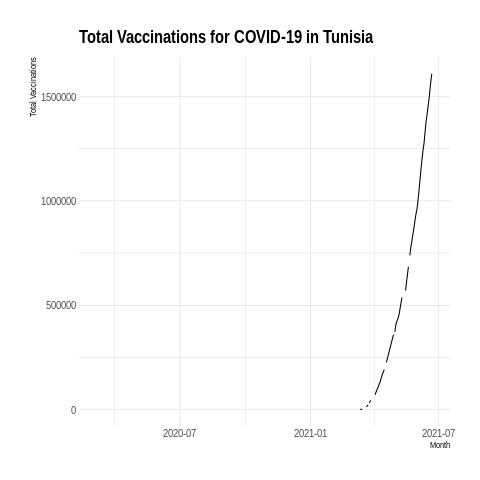 Total Vaccinations for COVID-19 in Tunisia
Total Vaccinations
1500000
1000000
500000
0
2020-07 2021-01 2021-07
Month